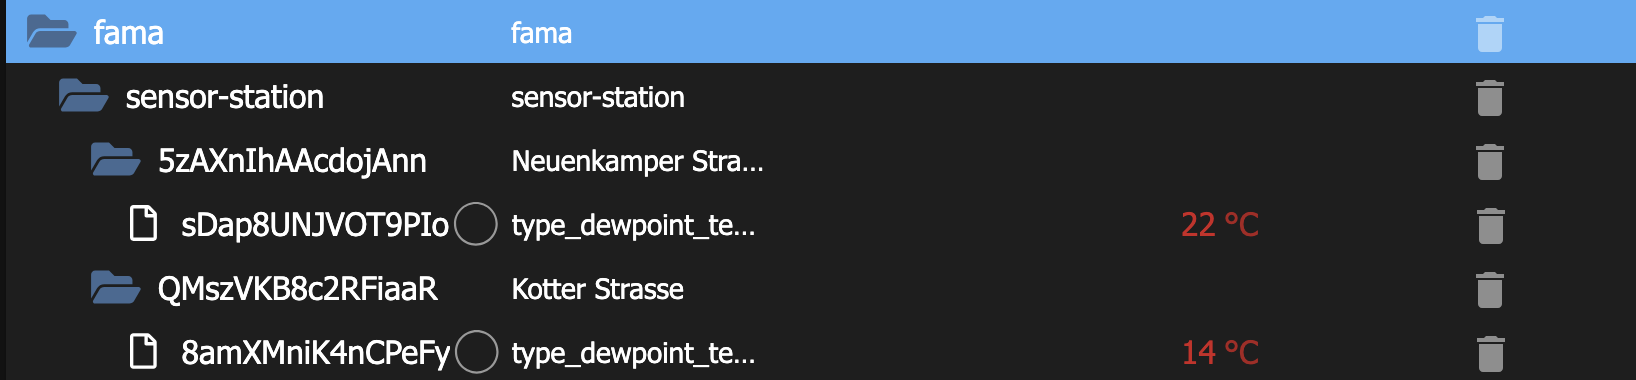 fama fama
sensor-station sensor-station
5zAXnIhAAcdojAnn Neuenkamper Stra...
sDap8UNJVOT9PIo type_dewpoint_te... 22 °C
QMszVKB8c2RFiaaR Kotter Strasse
8amXMniK4nCPeFy type_dewpoint_te... 14 °C